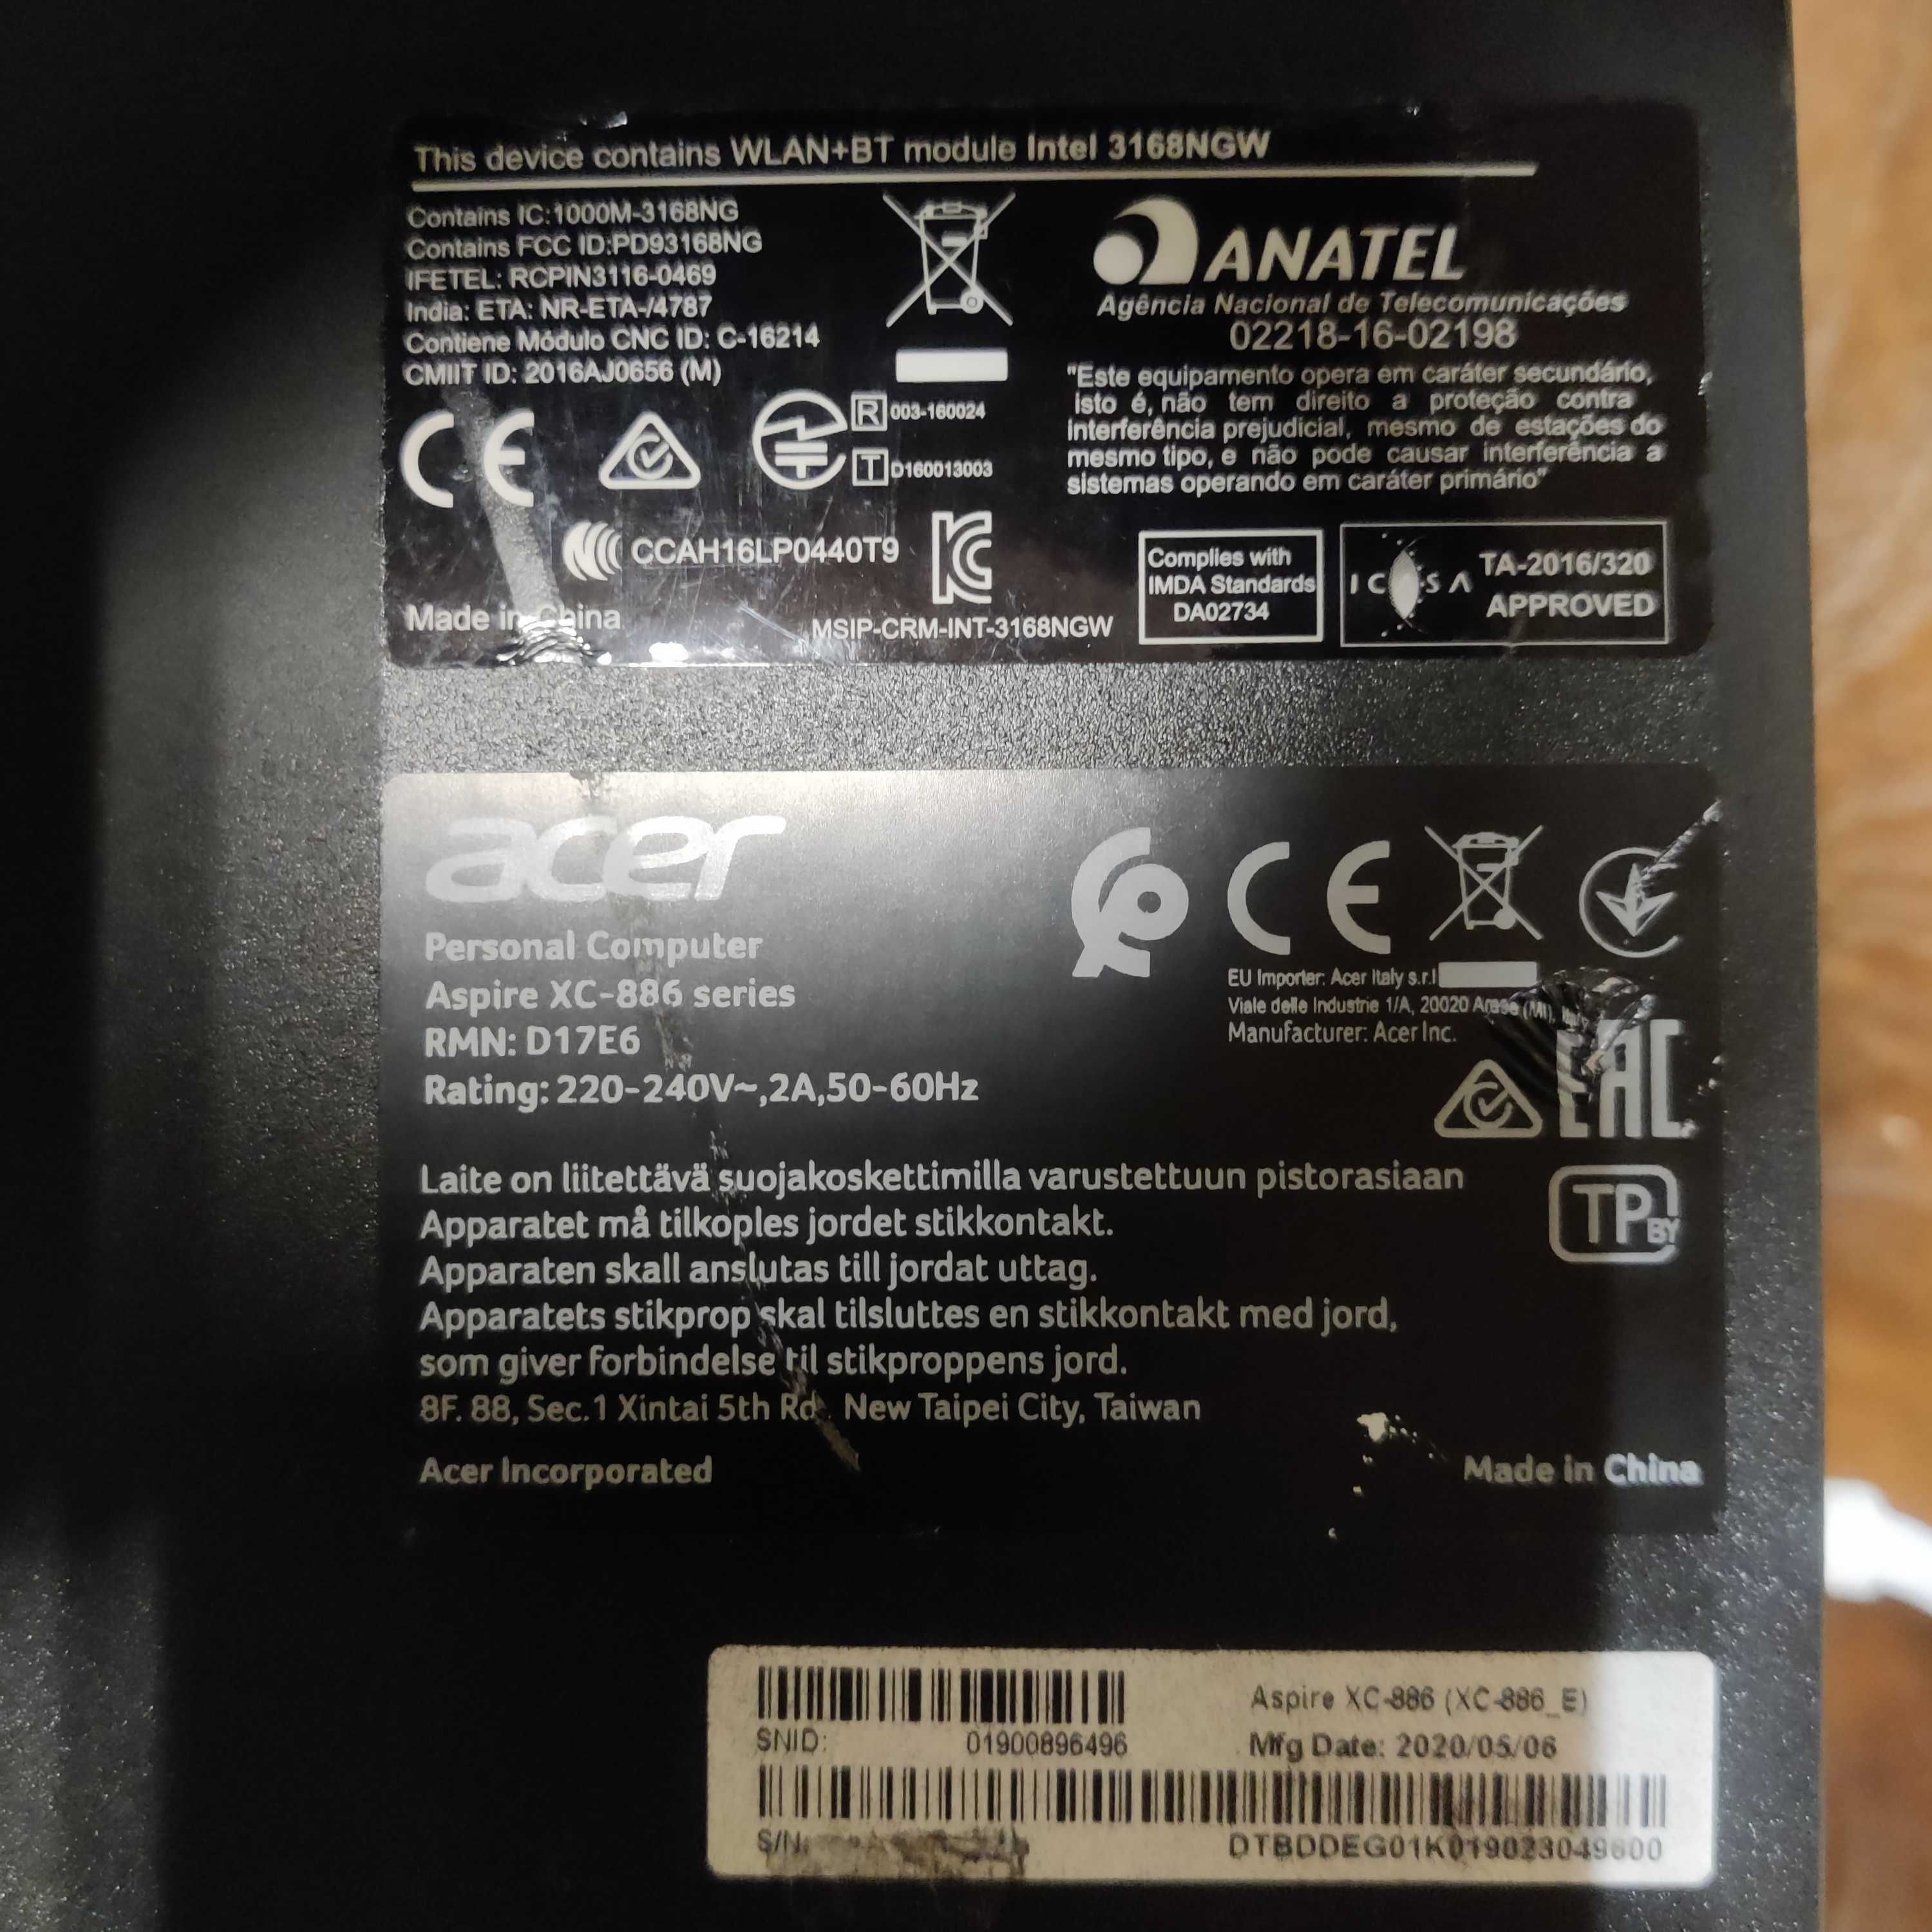 This device contains WLAN+BT module Intel 3168NGW
Contains IC:1000M-3168NG
Contains FCC ID:PD93168NG
IFETEL: RCPIN3116-0469
India: ETA: NR-ETA-/4787
Contiene Módulo CNC ID: C-16214
CMIIT ID: 2016AJ0656 (M)
CE
R 003-160024
T D160013003
CCAH16LP0440T9
Made in China
MSIP-CRM-INT-3168NGW
ANATEL
Agência Nacional de Telecomunicações
02218-16-02198
"Este equipamento opera em caráter secundário,
isto é, não tem direito a proteção contra
interferência prejudicial, mesmo de estações do
mesmo tipo, e não pode causar interferência a
sistemas operando em caráter primário"
Complies with
IMDA Standards
DA02734
ICASA
TA-2016/320
APPROVED
acer
Personal Computer
Aspire XC-886 series
RMN: D17E6
Rating: 220-240V~,2A,50-60Hz
CE
EU Importer: Acer Italy s.r.l
Viale delle Industrie 1/A, 20020 Arese (MI),
Manufacturer: Acer Inc.
EAC
TP BY
Laite on liitettävä suojakoskettimilla varustettuun pistorasiaan
Apparatet må tilkoples jordet stikkontakt.
Apparaten skall anslutas till jordat uttag.
Apparatets stikprop skal tilsluttes en stikkontakt med jord,
som giver forbindelse til stikproppens jord.
8F. 88, Sec.1 Xintai 5th Rd. New Taipei City, Taiwan
Acer Incorporated
Made in China
Aspire XC-886 (XC-886_E)
SNID: 01900896496
Mfg Date: 2020/05/06
S/N: DTBDDEG01K019023049600